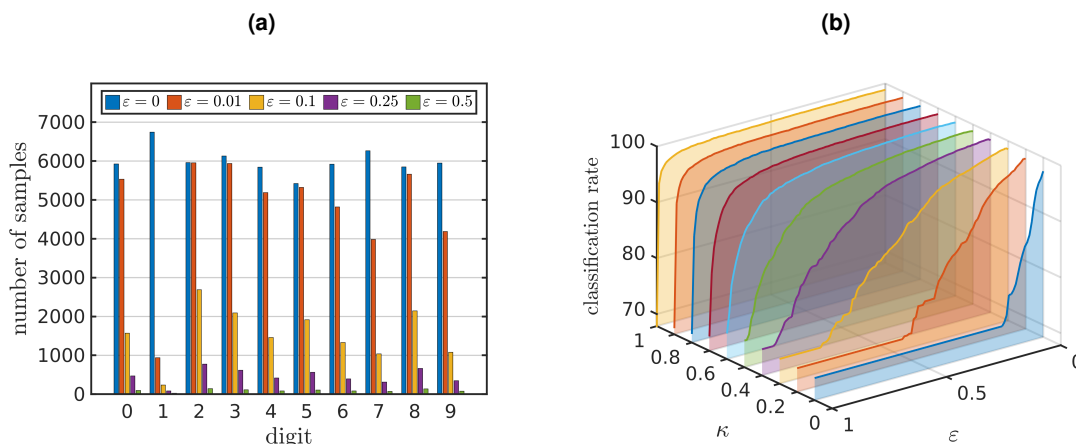 (a)
ε = 0 ε = 0.01 ε = 0.1 ε = 0.25 ε = 0.5
7000
6000
5000
4000
3000
2000
1000
0
number of samples
0 1 2 3 4 5 6 7 8 9
digit
(b)
100
90
80
70
classification rate
1
0.8
0.6
0.4
0.2
0
κ
1
0.5
0
ε